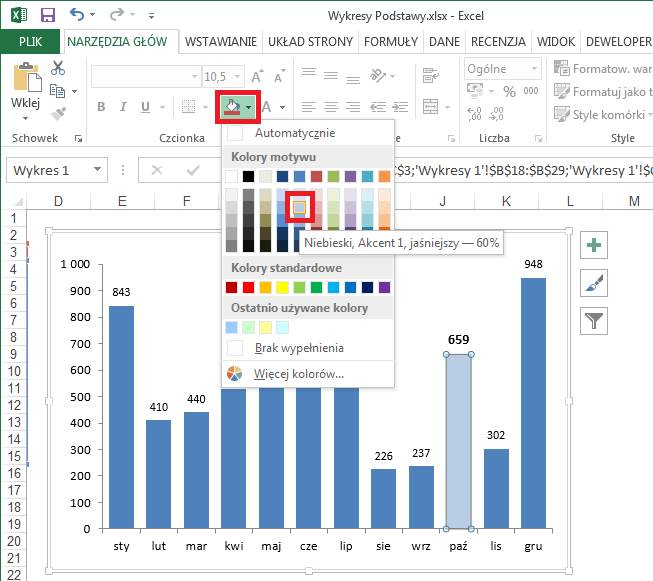 Wykresy Podstawy.xlsx - Excel
PLIK NARZĘDZIA GŁÓW WSTAWIANIE UKŁAD STRONY FORMUŁY DANE RECENZJA WIDOK DEWELOPER
Wklej
10,5
A A
Ogólne
Formatow. war
B I U A
% 000
Formatuj jako t
Style komórki
Schowek Czcionka Style
Automatycznie
Wykres 1
$3;'Wykresy 1'!$B$18:$B$29;'Wykresy 1'!$
Kolory motywu
D E F J K L M
Niebieski, Akcent 1, jaśniejszy — 60%
Kolory standardowe
Ostatnio używane kolory
Brak wypełnienia
Więcej kolorów...
1
2
3
4
5
6
7
8
9
10
11
12
13
14
15
16
17
18
19
20
21
22
1 000
900
800
700
600
500
400
300
200
100
0
843 410 440 226 237 659 302 948
sty lut mar kwi maj cze lip sie wrz paź lis gru